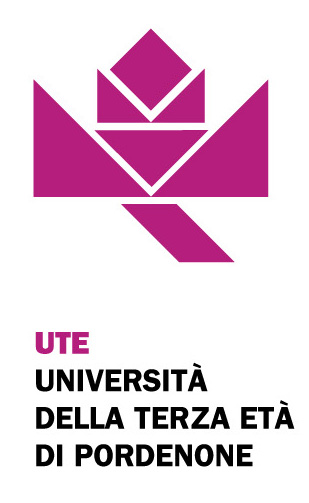 UTE
UNIVERSITÀ
DELLA TERZA ETÀ
DI PORDENONE